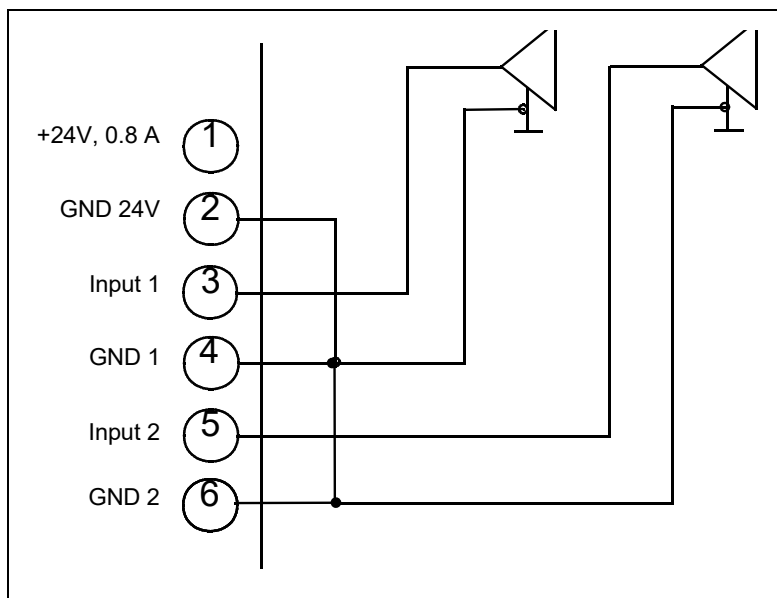 +24V, 0.8 A 1
GND 24V 2
Input 1 3
GND 1 4
Input 2 5
GND 2 6